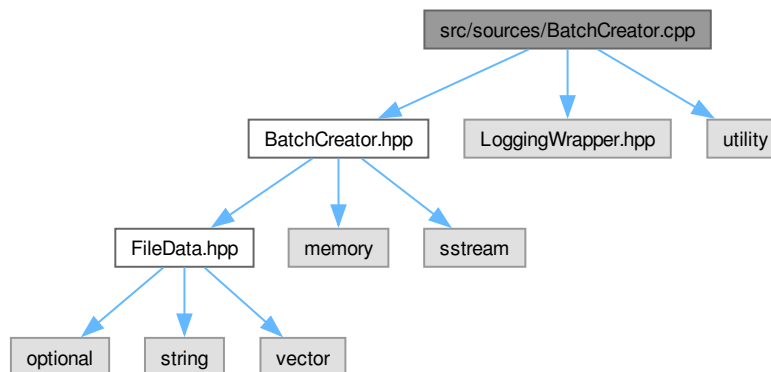 src/sources/BatchCreator.cpp
BatchCreator.hpp
LoggingWrapper.hpp
utility
FileData.hpp
memory
sstream
optional
string
vector